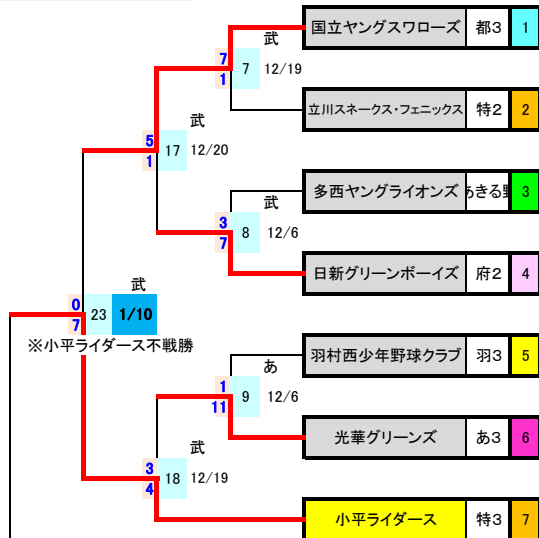 国立ヤングスワローズ 都3 1
武
7
7 12/19
1
立川スネークス・フェニックス 特2 2
武
5
17 12/20
1
多西ヤングライオンズ あきる野 3
武
3
8 12/6
7
日新グリーンボーイズ 府2 4
武
0
23 1/10
7
※小平ライダース不戦勝
羽村西少年野球クラブ 羽3 5
あ
1
9 12/6
11
光華グリーンズ あ3 6
武
3
18 12/19
4
小平ライダース 特3 7